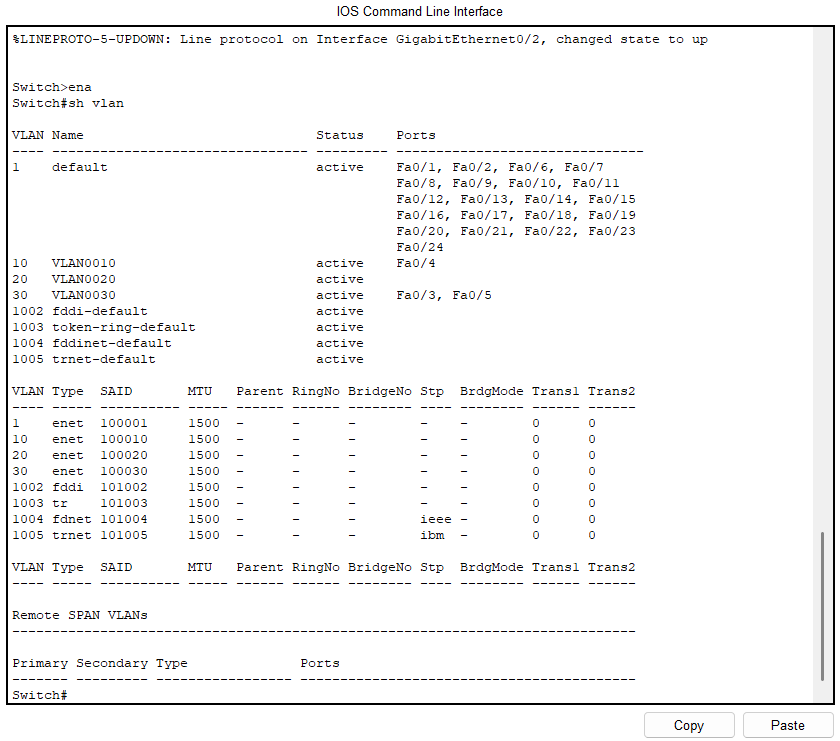 IOS Command Line Interface
%LINEPROTO-5-UPDOWN: Line protocol on Interface GigabitEthernet0/2, changed state to up
Switch>ena
Switch#sh vlan
VLAN Name                             Status    Ports
---- -------------------------------- --------- -------------------------------
1    default                          active    Fa0/1, Fa0/2, Fa0/6, Fa0/7
                                                Fa0/8, Fa0/9, Fa0/10, Fa0/11
                                                Fa0/12, Fa0/13, Fa0/14, Fa0/15
                                                Fa0/16, Fa0/17, Fa0/18, Fa0/19
                                                Fa0/20, Fa0/21, Fa0/22, Fa0/23
                                                Fa0/24
10   VLAN0010                         active    Fa0/4
20   VLAN0020                         active
30   VLAN0030                         active    Fa0/3, Fa0/5
1002 fddi-default                     active
1003 token-ring-default               active
1004 fddinet-default                  active
1005 trnet-default                    active
VLAN Type  SAID       MTU   Parent RingNo BridgeNo Stp  BrdgMode Trans1 Trans2
---- ----- ---------- ----- ------ ------ -------- ---- -------- ------ ------
1    enet  100001     1500  -      -      -        -    -        0      0
10   enet  100010     1500  -      -      -        -    -        0      0
20   enet  100020     1500  -      -      -        -    -        0      0
30   enet  100030     1500  -      -      -        -    -        0      0
1002 fddi  101002     1500  -      -      -        -    -        0      0
1003 tr    101003     1500  -      -      -        -    -        0      0
1004 fdnet 101004     1500  -      -      -        ieee -        0      0
1005 trnet 101005     1500  -      -      -        ibm  -        0      0
VLAN Type  SAID       MTU   Parent RingNo BridgeNo Stp  BrdgMode Trans1 Trans2
---- ----- ---------- ----- ------ ------ -------- ---- -------- ------ ------
Remote SPAN VLANs
------------------------------------------------------------------------------
Primary Secondary Type              Ports
------- --------- ----------------- ------------------------------------------
Switch#
Copy Paste